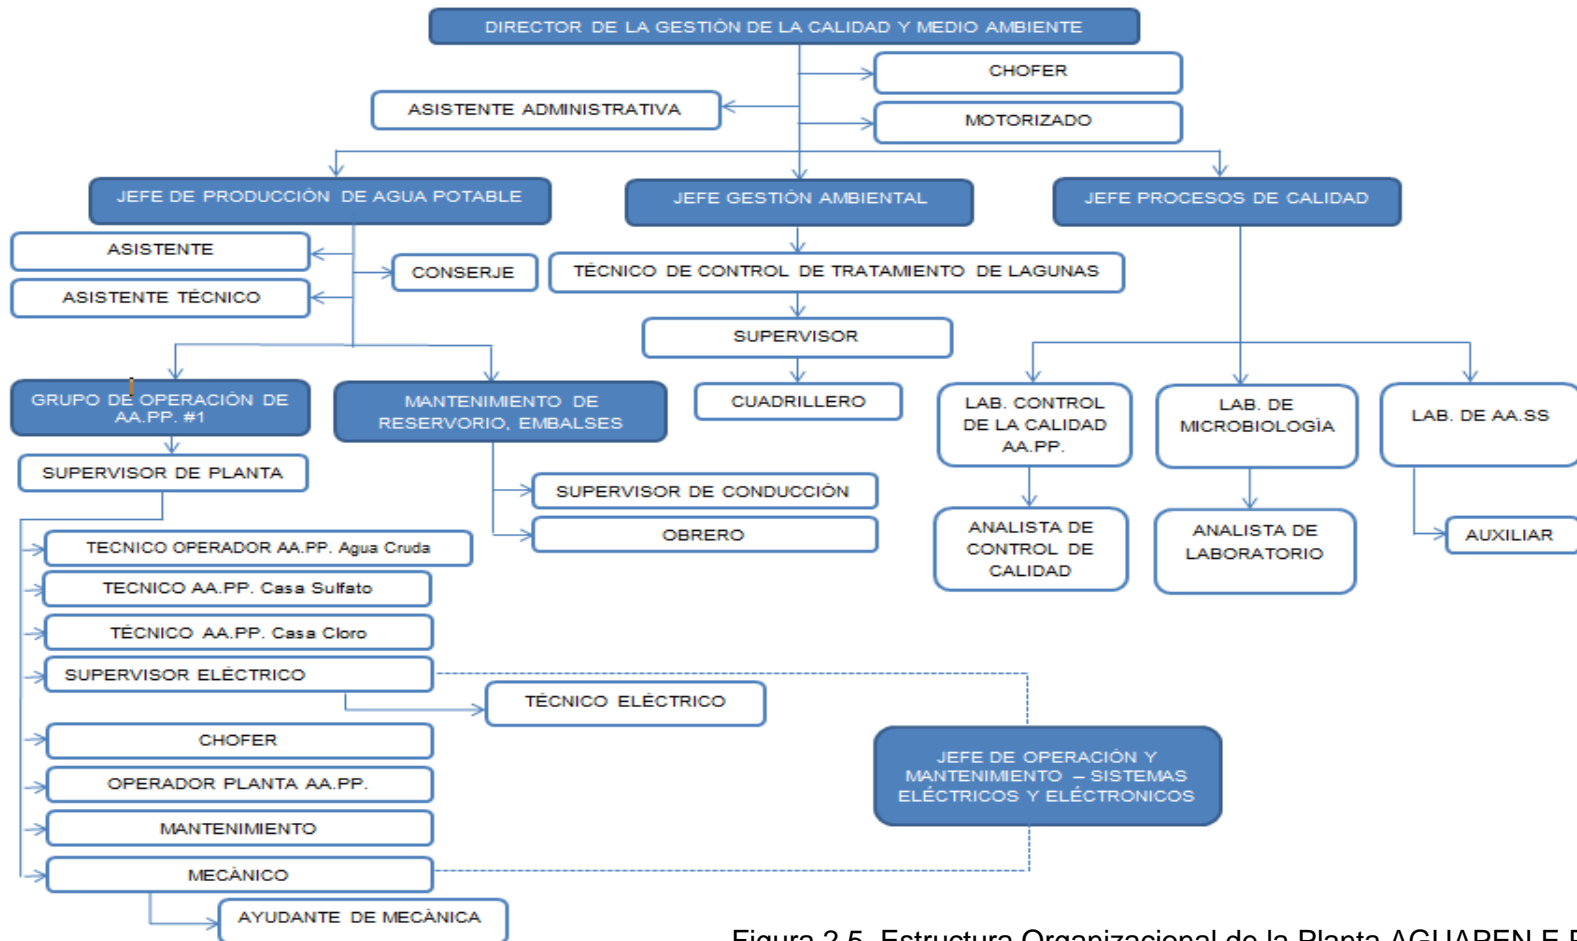 DIRECTOR DE LA GESTIÓN DE LA CALIDAD Y MEDIO AMBIENTE
CHOFER
ASISTENTE ADMINISTRATIVA
MOTORIZADO
JEFE DE PRODUCCIÓN DE AGUA POTABLE
JEFE GESTIÓN AMBIENTAL
JEFE PROCESOS DE CALIDAD
ASISTENTE
CONSERJE
ASISTENTE TÉCNICO
TÉCNICO DE CONTROL DE TRATAMIENTO DE LAGUNAS
SUPERVISOR
CUADRILLERO
GRUPO DE OPERACIÓN DE
AA.PP. #1
MANTENIMIENTO DE
RESERVORIO, EMBALSES
LAB. CONTROL
DE LA CALIDAD
AA.PP.
LAB. DE
MICROBIOLOGÍA
LAB. DE AA.SS
SUPERVISOR DE PLANTA
SUPERVISOR DE CONDUCCIÓN
OBRERO
ANALISTA DE
CONTROL DE
CALIDAD
ANALISTA DE
LABORATORIO
AUXILIAR
TECNICO OPERADOR AA.PP. Agua Cruda
TECNICO AA.PP. Casa Sulfato
TÉCNICO AA.PP. Casa Cloro
SUPERVISOR ELÉCTRICO
TÉCNICO ELÉCTRICO
CHOFER
OPERADOR PLANTA AA.PP.
MANTENIMIENTO
MECÀNICO
AYUDANTE DE MECÀNICA
JEFE DE OPERACIÓN Y
MANTENIMIENTO – SISTEMAS
ELÉCTRICOS Y ELÉCTRONICOS
Figura 2.5. Estructura Organizacional de la Planta AGUAPEN E.